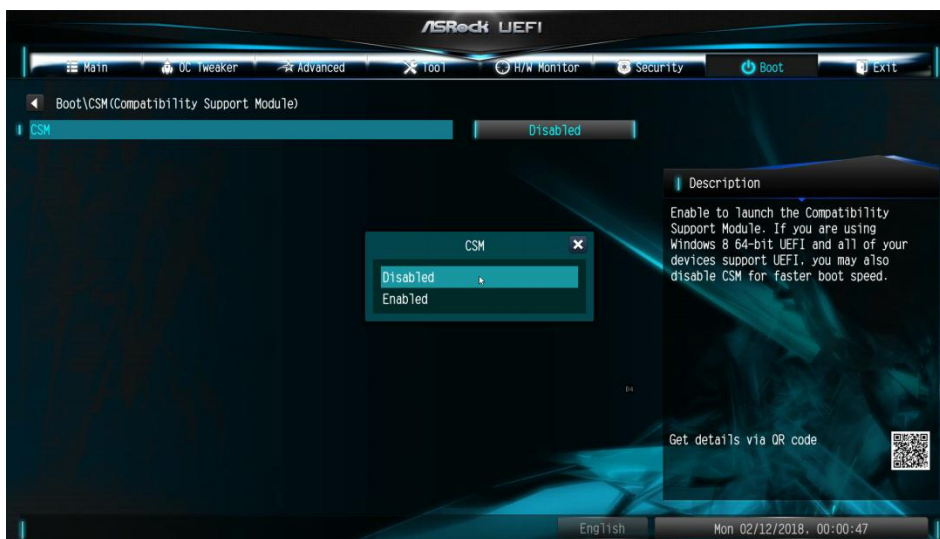 ASRock UEFI
Main OC Tweaker Advanced Tool H/W Monitor Security Boot Exit
Boot\CSM(Compatibility Support Module)
CSM Disabled
CSM
Disabled
Enabled
Description
Enable to launch the Compatibility
Support Module. If you are using
Windows 8 64-bit UEFI and all of your
devices support UEFI, you may also
disable CSM for faster boot speed.
D4
Get details via QR code
English Mon 02/12/2018. 00:00:47